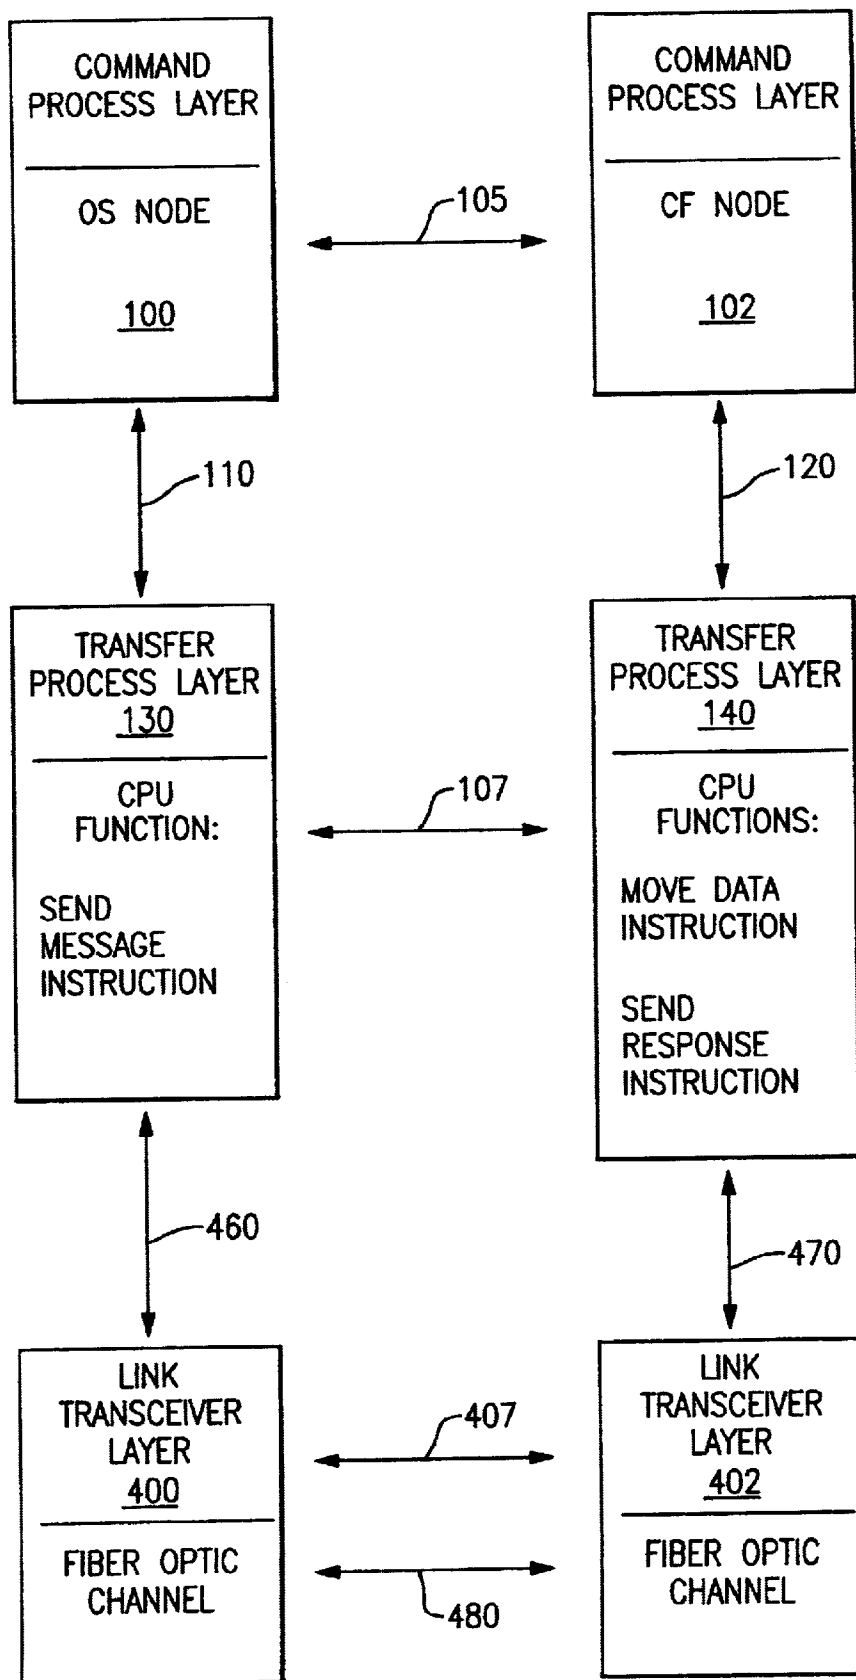 COMMAND
PROCESS LAYER
OS NODE
100
COMMAND
PROCESS LAYER
CF NODE
102
105
110
120
TRANSFER
PROCESS LAYER
130
CPU
FUNCTION:
SEND
MESSAGE
INSTRUCTION
TRANSFER
PROCESS LAYER
140
CPU
FUNCTIONS:
MOVE DATA
INSTRUCTION
SEND
RESPONSE
INSTRUCTION
107
460
470
LINK
TRANSCEIVER
LAYER
400
FIBER OPTIC
CHANNEL
LINK
TRANSCEIVER
LAYER
402
FIBER OPTIC
CHANNEL
407
480